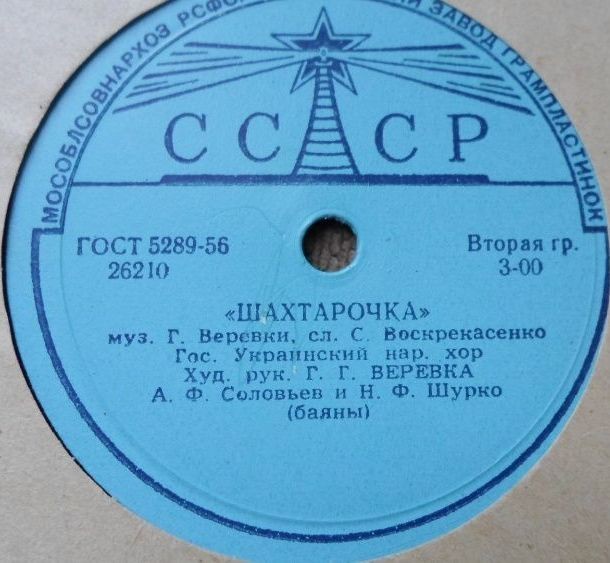 МОСОБЛСОВНАРХОЗ РСФ ЗАВОД ГРАМПЛАСТИНОК
СССР
ГОСТ 5289-56
26210
Вторая гр.
3-00
«ШАХТАРОЧКА»
муз. Г. Веревки, сл. С. Воскрекасенко
Гос. Украинский нар. хор
Худ. рук. Г. Г. ВЕРЕВКА
А. Ф. Соловьев и Н. Ф. Шурко
(баяны)